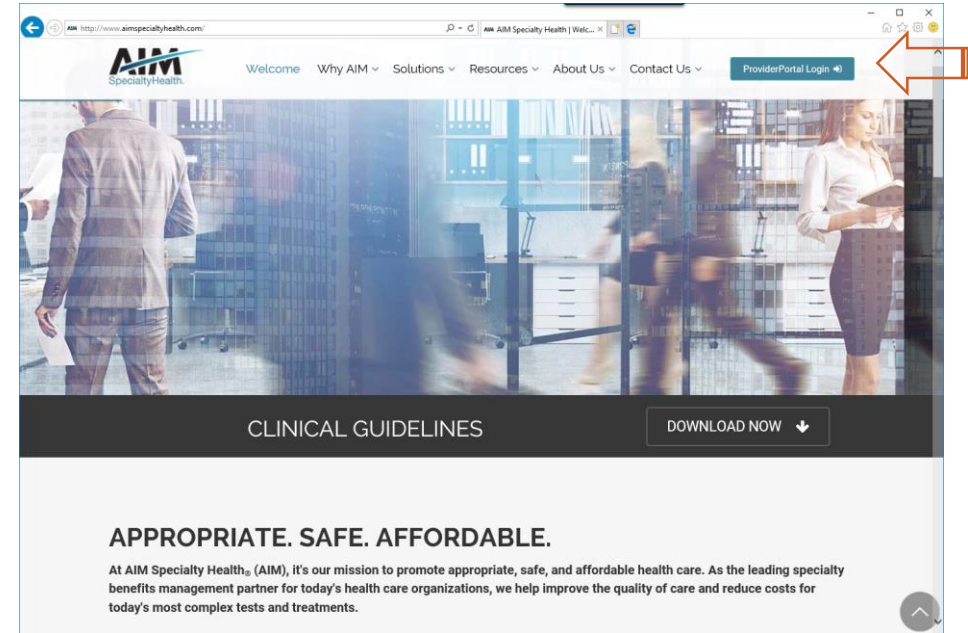 http://www.aimspecialtyhealth.com/
AIM AIM Specialty Health | Welc...
AIM
SpecialtyHealth®
Welcome Why AIM Solutions Resources About Us Contact Us ProviderPortal Login
CLINICAL GUIDELINES DOWNLOAD NOW
APPROPRIATE. SAFE. AFFORDABLE.
At AIM Specialty Health® (AIM), it's our mission to promote appropriate, safe, and affordable health care. As the leading specialty
benefits management partner for today's health care organizations, we help improve the quality of care and reduce costs for
today's most complex tests and treatments.